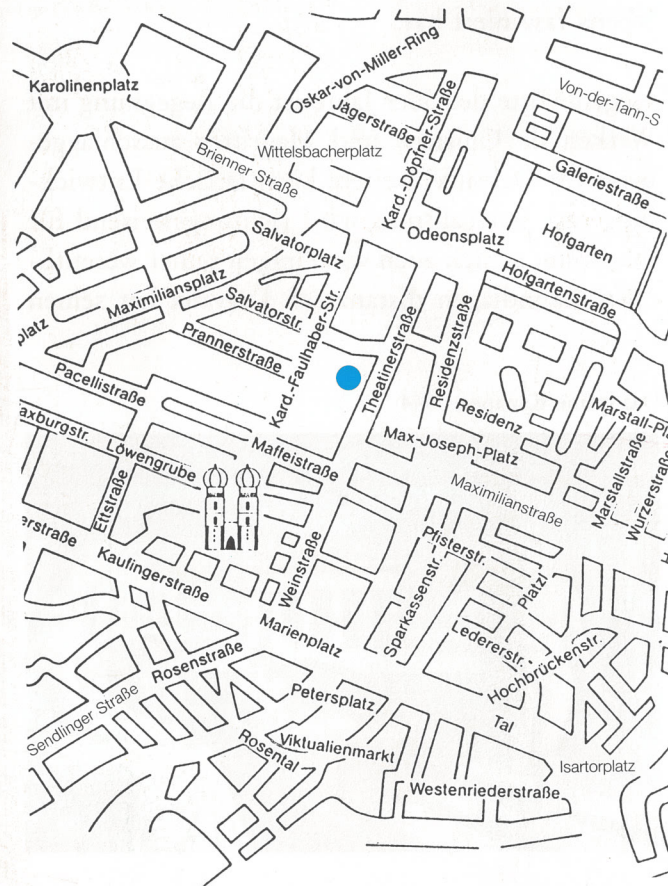 Karolinenplatz
Oskar-von-Miller-Ring
Von-der-Tann-S
Jägerstraße
Kard.-Döpfner-Straße
Brienner Straße
Wittelsbacherplatz
Galeriestraße
Odeonsplatz
Hofgarten
Salvatorplatz
Hofgartenstraße
Maximiliansplatz
Salvatorstr.
Kard.-Faulhaber-Str.
Theatinerstraße
Residenzstraße
platz
Prannerstraße
Pacellistraße
Residenz
Marstall-Pl
axburgstr.
Löwengrube
Maffeistraße
Max-Joseph-Platz
Marstallstraße
Wurzerstraße
Maximilianstraße
Ettstraße
erstraße
Kaufingerstraße
Weinstraße
Pfisterstr.
Sparkassenstr.
Platzl
Ledererstr.
Hochbrückenstr.
Marienplatz
Rosenstraße
Sendlinger Straße
Petersplatz
Tal
Rosental
Viktualienmarkt
Isartorplatz
Westenriederstraße